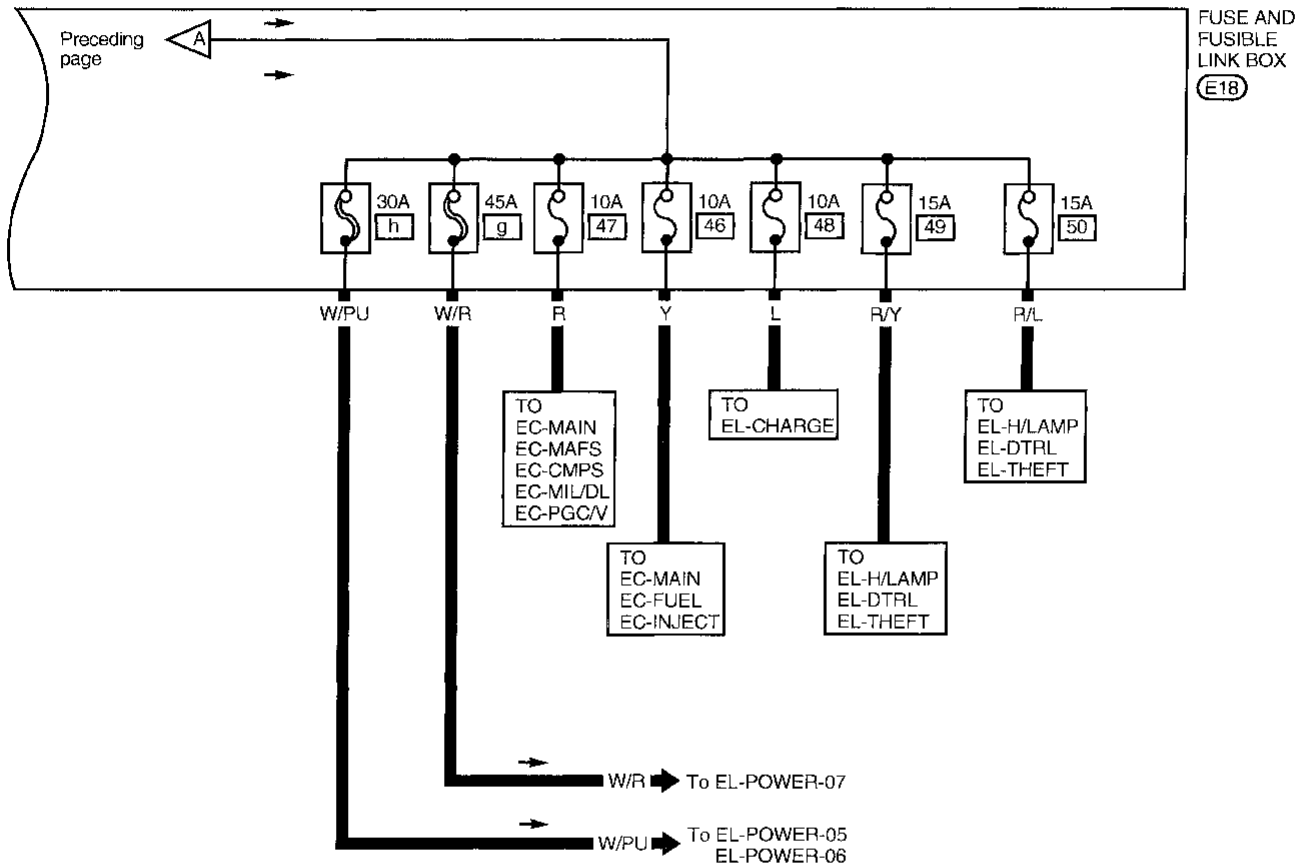 FUSE AND
FUSIBLE
LINK BOX
E18
Preceding
page
A
30A
h
45A
g
10A
47
10A
46
10A
48
15A
49
15A
50
W/PU
W/R
R
Y
L
R/Y
R/L
TO
EC-MAIN
EC-MAFS
EC-CMPS
EC-MIL/DL
EC-PGC/V
TO
EC-MAIN
EC-FUEL
EC-INJECT
TO
EL-CHARGE
TO
EL-H/LAMP
EL-DTRL
EL-THEFT
TO
EL-H/LAMP
EL-DTRL
EL-THEFT
W/R To EL-POWER-07
W/PU To EL-POWER-05
EL-POWER-06